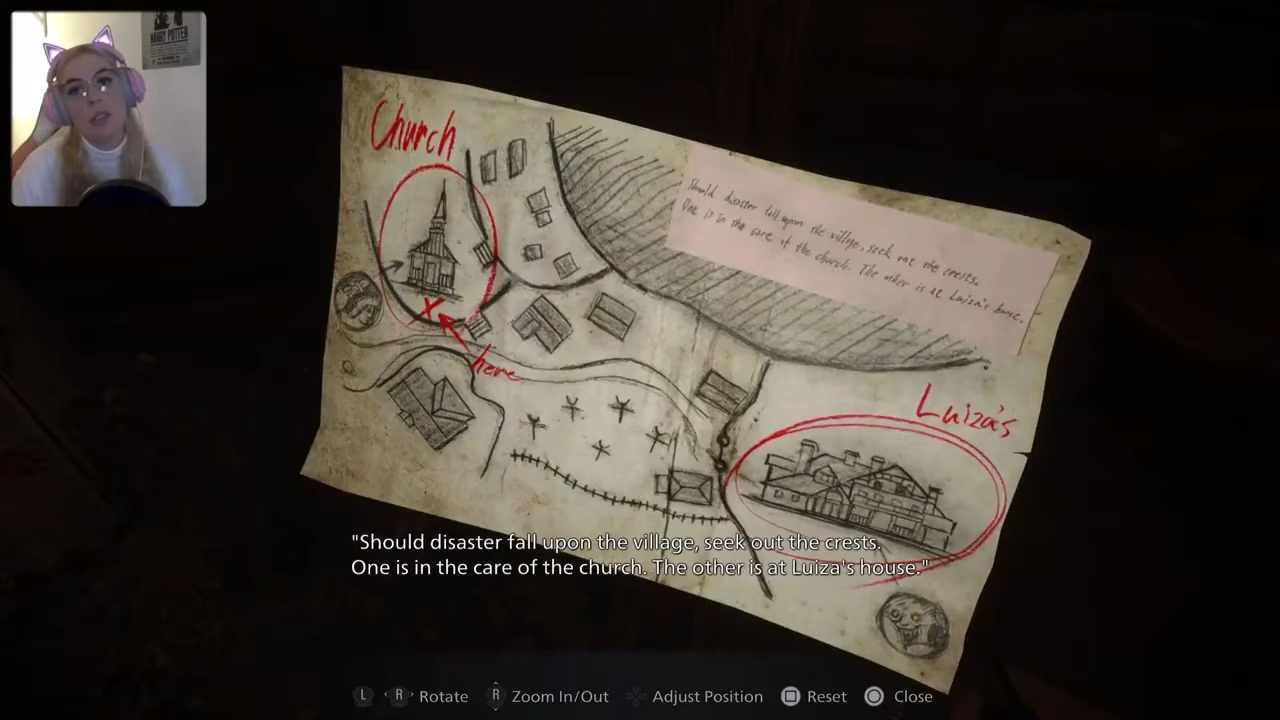 HARRY POTTER
Church
Should disaster fall upon the village, seek out the crests.
One is in the care of the church. The other is at Luiza's house.
here
Luiza's
"Should disaster fall upon the village, seek out the crests.
One is in the care of the church. The other is at Luiza's house."
L R Rotate R Zoom In/Out Adjust Position Reset Close